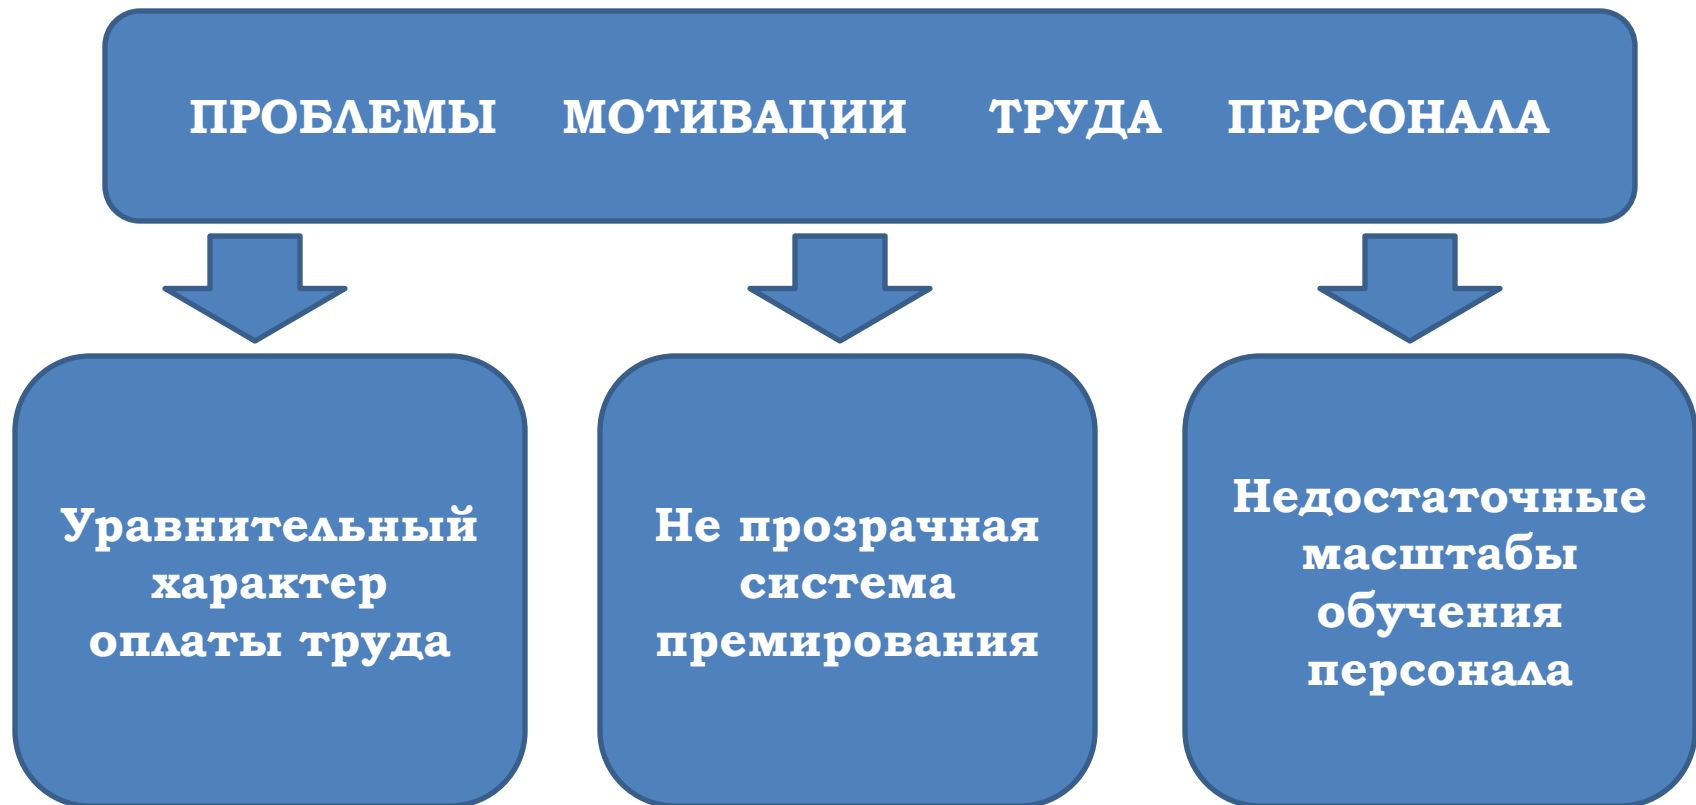 ПРОБЛЕМЫ МОТИВАЦИИ ТРУДА ПЕРСОНАЛА
Уравнительный
характер
оплаты труда
Не прозрачная
система
премирования
Недостаточные
масштабы
обучения
персонала